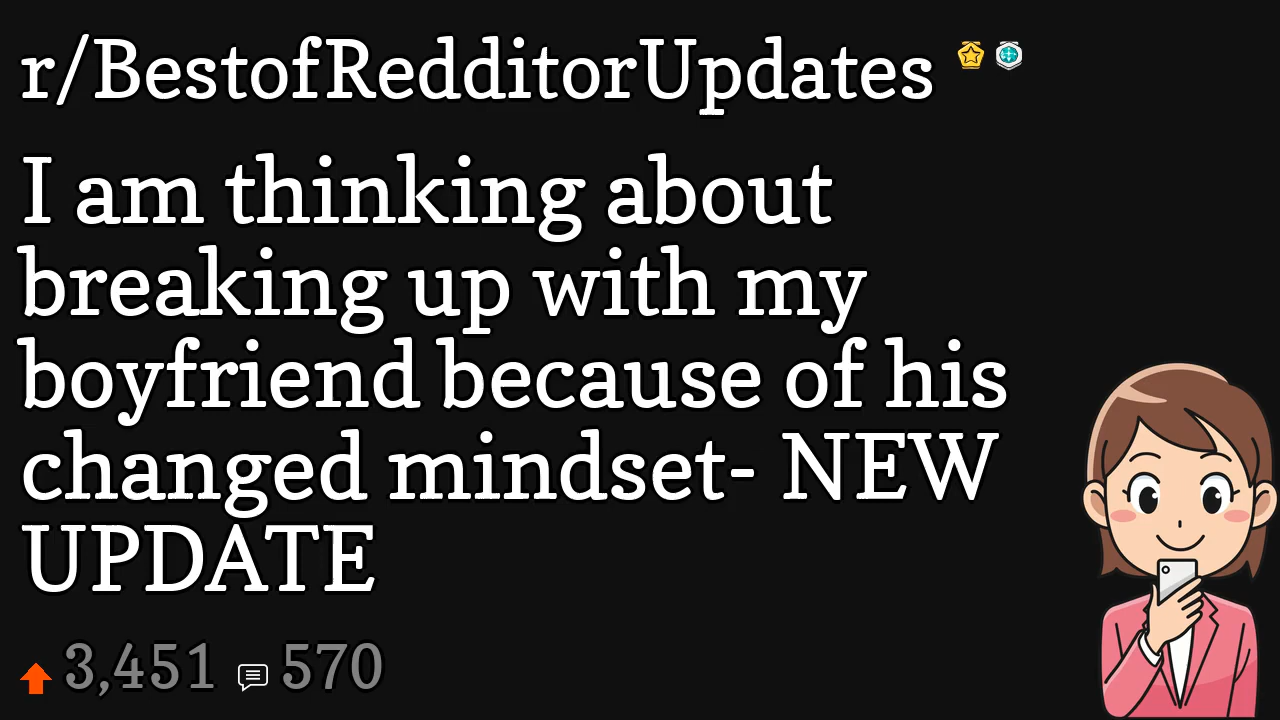 r/BestofRedditorUpdates
I am thinking about
breaking up with my
boyfriend because of his
changed mindset- NEW
UPDATE
3,451 570